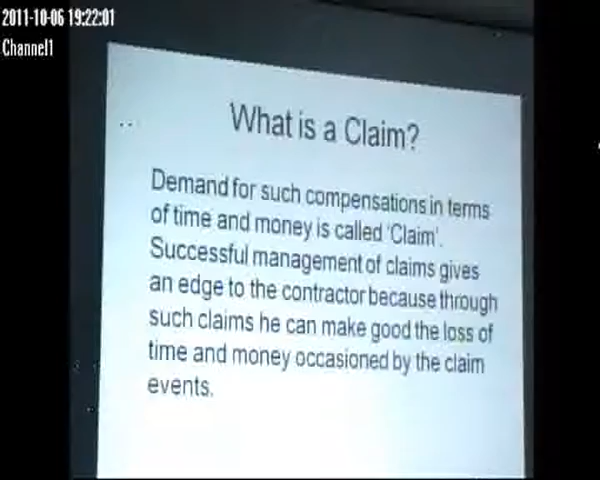 2011-10-06 19:22:01
Channel1
What is a Claim?
Demand for such compensations in terms
of time and money is called 'Claim'.
Successful management of claims gives
an edge to the contractor because through
such claims he can make good the loss of
time and money occasioned by the claim
events.